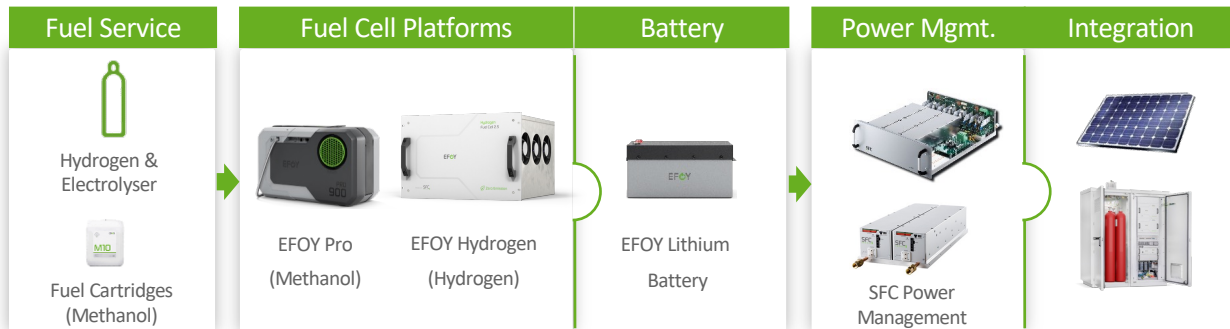 Fuel Service
Fuel Cell Platforms
Battery
Power Mgmt.
Integration
Hydrogen &
Electrolyser
M10
Fuel Cartridges
(Methanol)
EFOY
900
EFOY Pro
(Methanol)
EFOY
SFC
EFOY Hydrogen
(Hydrogen)
EFOY
EFOY Lithium
Battery
SFC
SFC
SFC Power
Management